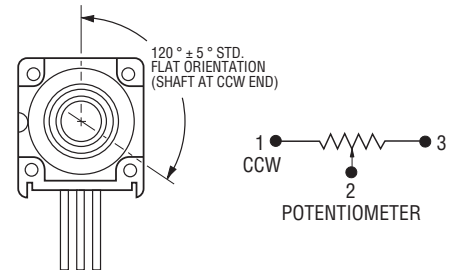 120 ° ± 5 ° STD.
FLAT ORIENTATION
(SHAFT AT CCW END)
1
3
CCW
2
POTENTIOMETER